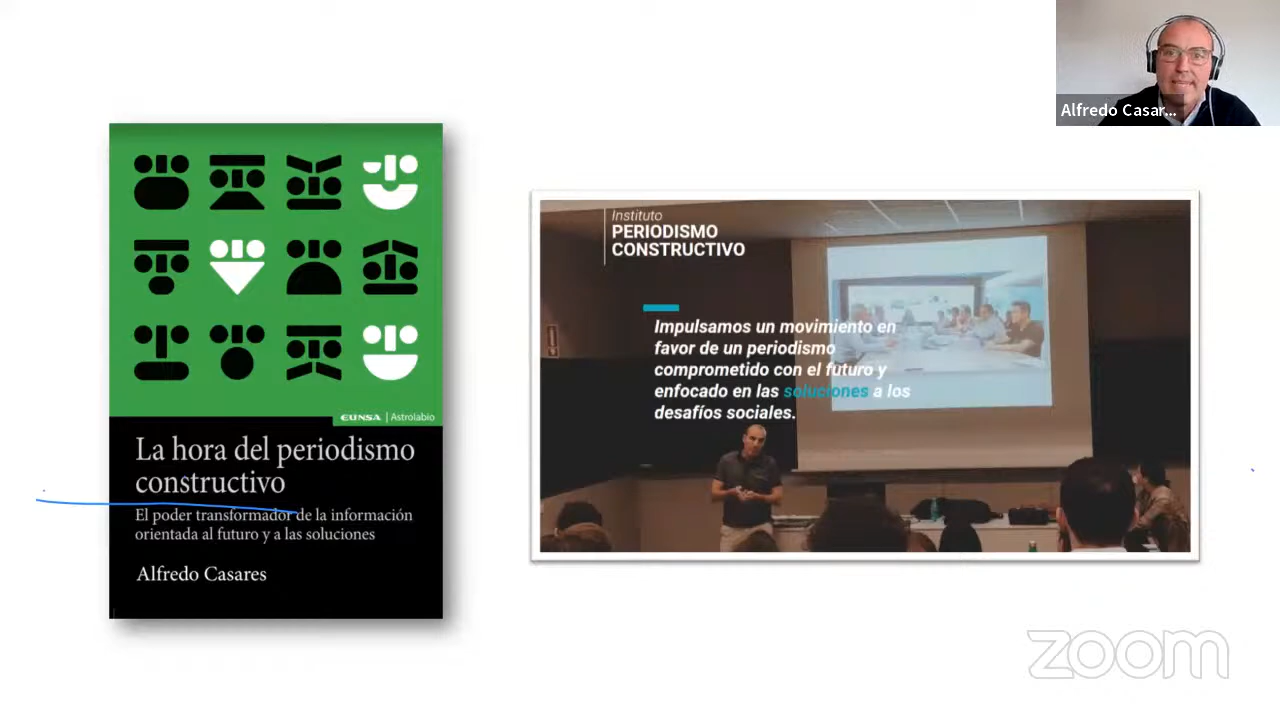 Alfredo Casar...
EUNSA | Astrolabio
La hora del periodismo
constructivo
El poder transformador de la información
orientada al futuro y a las soluciones
Alfredo Casares
Instituto
PERIODISMO
CONSTRUCTIVO
Impulsamos un movimiento en
favor de un periodismo
comprometido con el futuro y
enfocado en las soluciones a los
desafíos sociales.
zoom